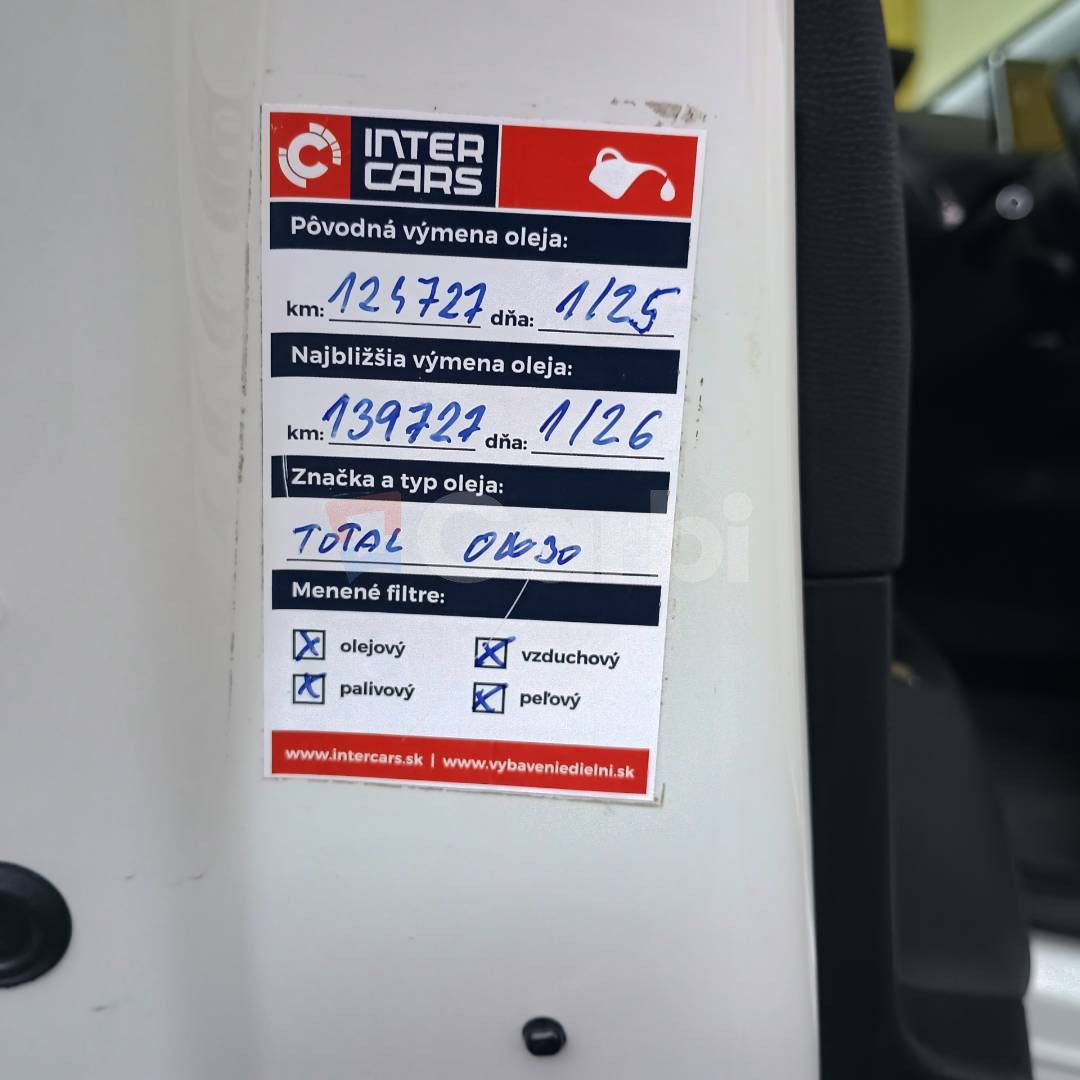 INTER
CARS
Pôvodná výmena oleja:
km: 124727 dňa: 1/25
Najbližšia výmena oleja:
km: 139727 dňa: 1/26
Značka a typ oleja:
TOTAL 0W30
Carbi
Menené filtre:
X olejový X vzduchový
X palivový X peľový
www.intercars.sk | www.vybaveniedielni.sk